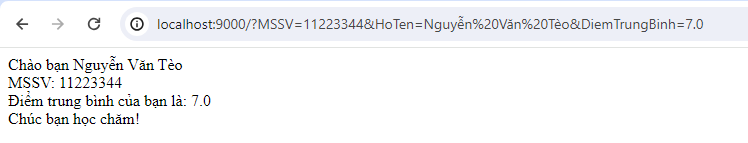 localhost:9000/?MSSV=11223344&HoTen=Nguyễn%20Văn%20Tèo&DiemTrungBinh=7.0
Chào bạn Nguyễn Văn Tèo
MSSV: 11223344
Điểm trung bình của bạn là: 7.0
Chúc bạn học chăm!